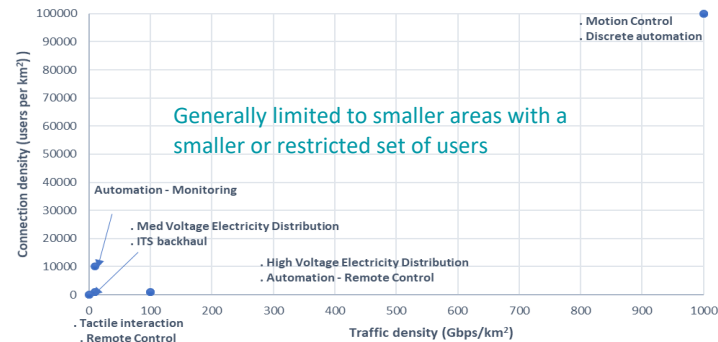 Connection density (users per km²) )
100000
90000
80000
70000
60000
50000
40000
30000
20000
10000
0
. Motion Control
. Discrete automation
Generally limited to smaller areas with a
smaller or restricted set of users
Automation - Monitoring
. Med Voltage Electricity Distribution
. ITS backhaul
. High Voltage Electricity Distribution
. Automation - Remote Control
0 100 200 300 400 500 600 700 800 900 1000
. Tactile interaction
. Remote Control
Traffic density (Gbps/km²)